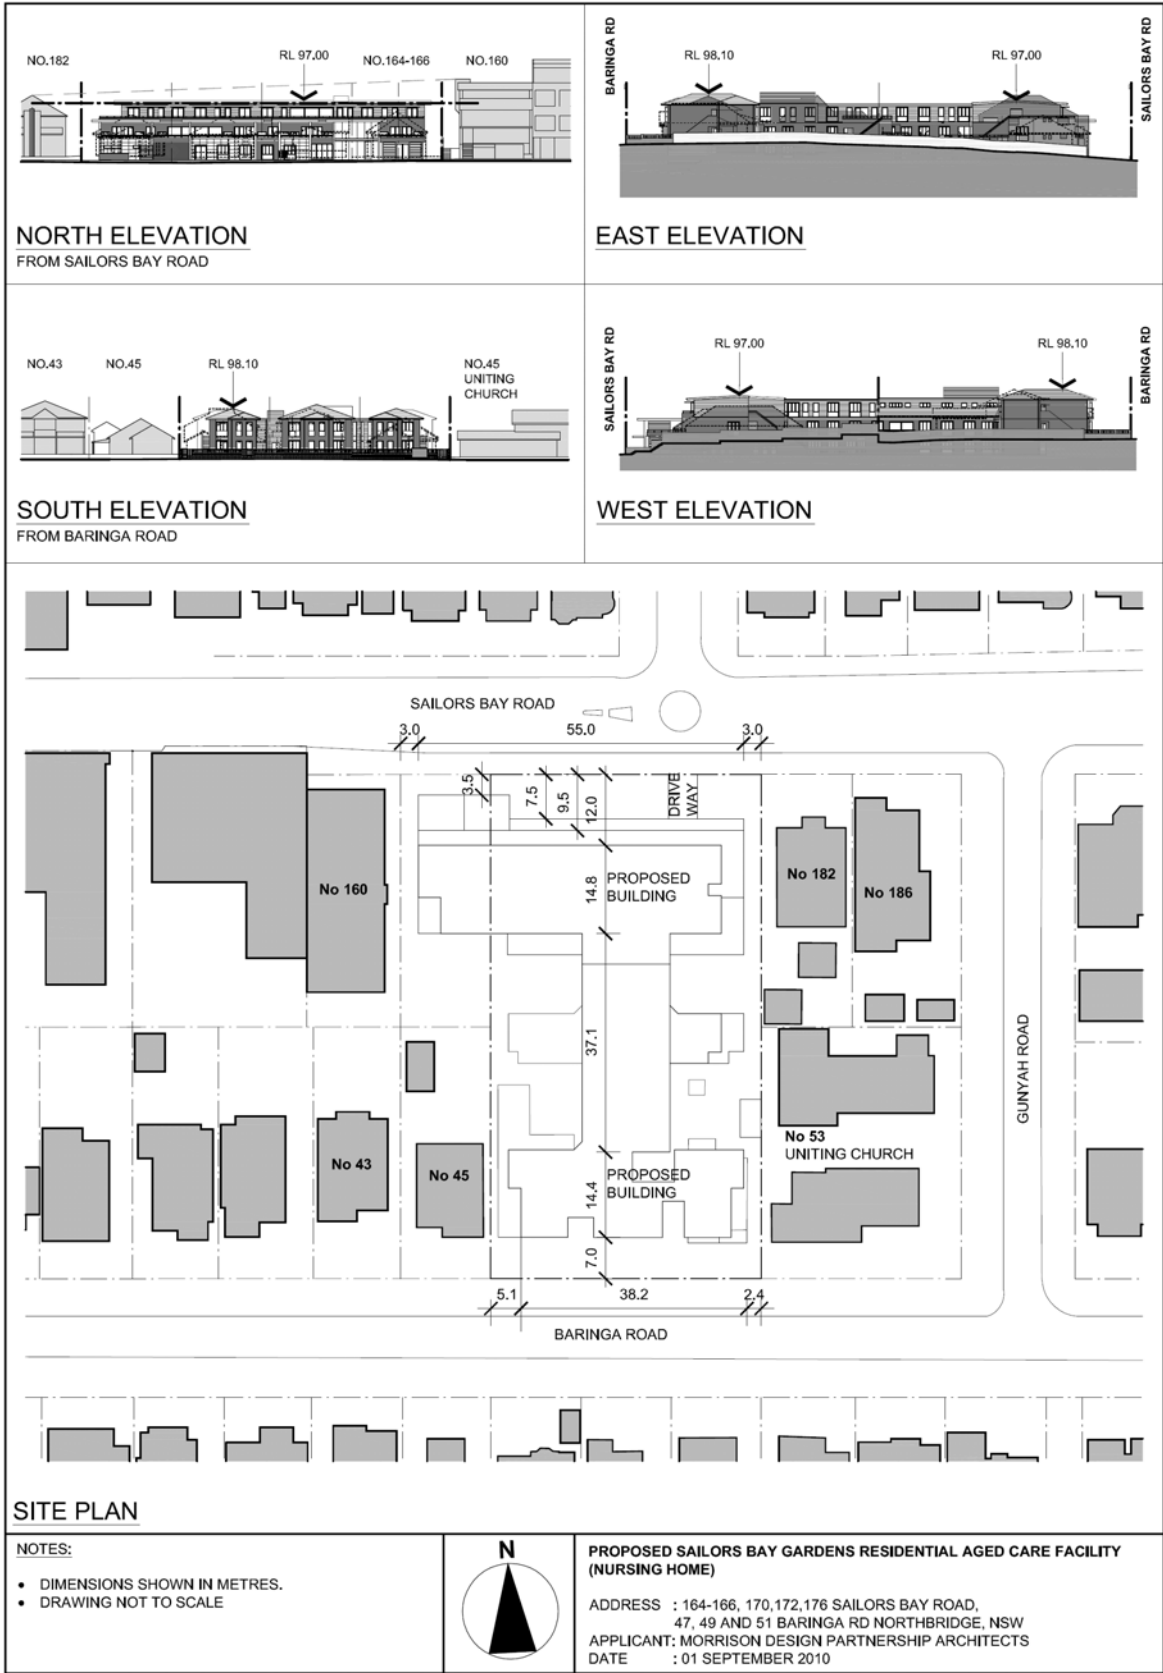 NO.182
RL 97.00
NO.164-166
NO.160
NORTH ELEVATION
FROM SAILORS BAY ROAD
BARINGA RD
RL 98.10
RL 97.00
SAILORS BAY RD
EAST ELEVATION
NO.43
NO.45
RL 98.10
NO.45
UNITING
CHURCH
SOUTH ELEVATION
FROM BARINGA ROAD
SAILORS BAY RD
RL 97.00
RL 98.10
BARINGA RD
WEST ELEVATION
SAILORS BAY ROAD
3.0
55.0
3.0
3.5
7.5
9.5
12.0
DRIVE
WAY
No 160
14.8
PROPOSED
BUILDING
No 182
No 186
37.1
GUNYAH ROAD
No 43
No 45
14.4
PROPOSED
BUILDING
No 53
UNITING CHURCH
7.0
5.1
38.2
2.4
BARINGA ROAD
SITE PLAN
NOTES:
• DIMENSIONS SHOWN IN METRES.
• DRAWING NOT TO SCALE
N
PROPOSED SAILORS BAY GARDENS RESIDENTIAL AGED CARE FACILITY
(NURSING HOME)
ADDRESS : 164-166, 170,172,176 SAILORS BAY ROAD,
47, 49 AND 51 BARINGA RD NORTHBRIDGE, NSW
APPLICANT: MORRISON DESIGN PARTNERSHIP ARCHITECTS
DATE : 01 SEPTEMBER 2010